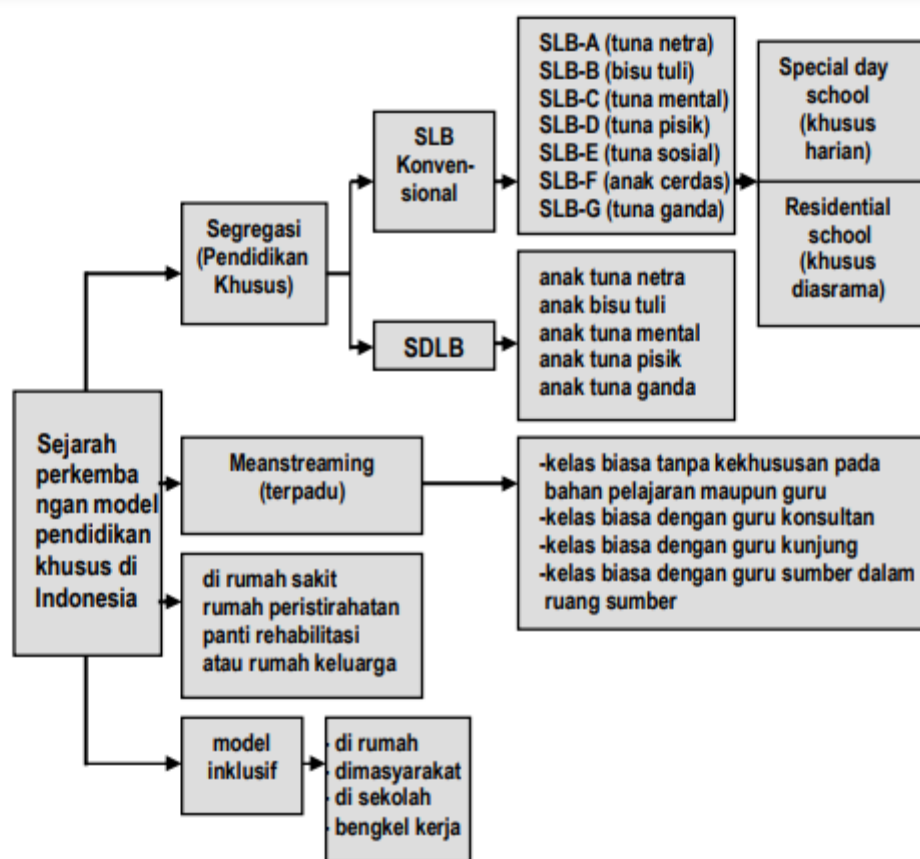 Sejarah
perkemba
ngan model
pendidikan
khusus di
Indonesia
Segregasi
(Pendidikan
Khusus)
SLB
Konven-
sional
SLB-A (tuna netra)
SLB-B (bisu tuli)
SLB-C (tuna mental)
SLB-D (tuna pisik)
SLB-E (tuna sosial)
SLB-F (anak cerdas)
SLB-G (tuna ganda)
Special day
school
(khusus
harian)
Residential
school
(khusus
diasrama)
SDLB
anak tuna netra
anak bisu tuli
anak tuna mental
anak tuna pisik
anak tuna ganda
Meanstreaming
(terpadu)
-kelas biasa tanpa kekhususan pada
bahan pelajaran maupun guru
-kelas biasa dengan guru konsultan
-kelas biasa dengan guru kunjung
-kelas biasa dengan guru sumber dalam
ruang sumber
di rumah sakit
rumah peristirahatan
panti rehabilitasi
atau rumah keluarga
model
inklusif
· di rumah
· dimasyarakat
· di sekolah
· bengkel kerja